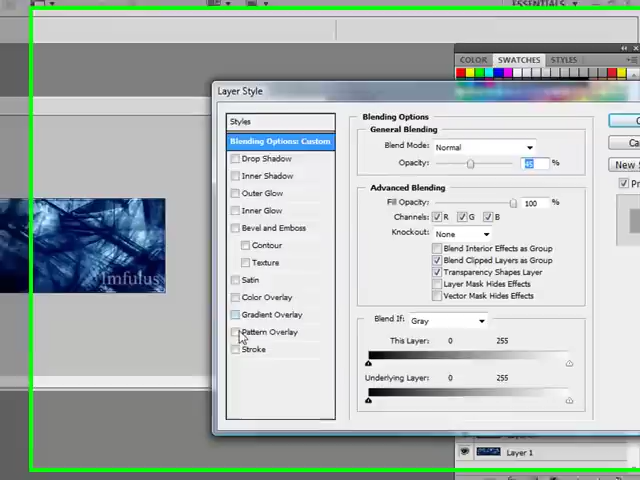 ESSENTIALS
COLOR SWATCHES STYLES
Layer Style
Styles
Blending Options: Custom
Drop Shadow
Inner Shadow
Outer Glow
Inner Glow
Bevel and Emboss
Contour
Texture
Satin
Color Overlay
Gradient Overlay
Pattern Overlay
Stroke
Blending Options
General Blending
Blend Mode: Normal
Opacity: 45 %
Advanced Blending
Fill Opacity: 100 %
Channels: R G B
Knockout: None
Blend Interior Effects as Group
Blend Clipped Layers as Group
Transparency Shapes Layer
Layer Mask Hides Effects
Vector Mask Hides Effects
Blend If: Gray
This Layer: 0 255
Underlying Layer: 0 255
New S
Imfulus
Layer 1